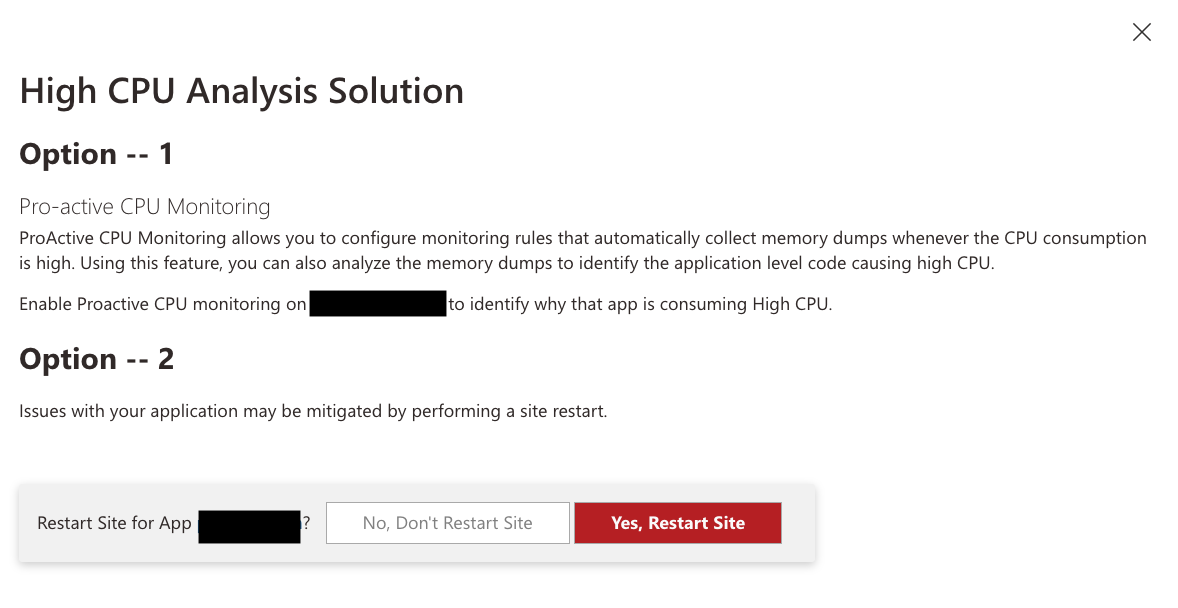 High CPU Analysis Solution
Option -- 1
Pro-active CPU Monitoring
ProActive CPU Monitoring allows you to configure monitoring rules that automatically collect memory dumps whenever the CPU consumption
is high. Using this feature, you can also analyze the memory dumps to identify the application level code causing high CPU.
Enable Proactive CPU monitoring on to identify why that app is consuming High CPU.
Option -- 2
Issues with your application may be mitigated by performing a site restart.
Restart Site for App ? No, Don't Restart Site Yes, Restart Site